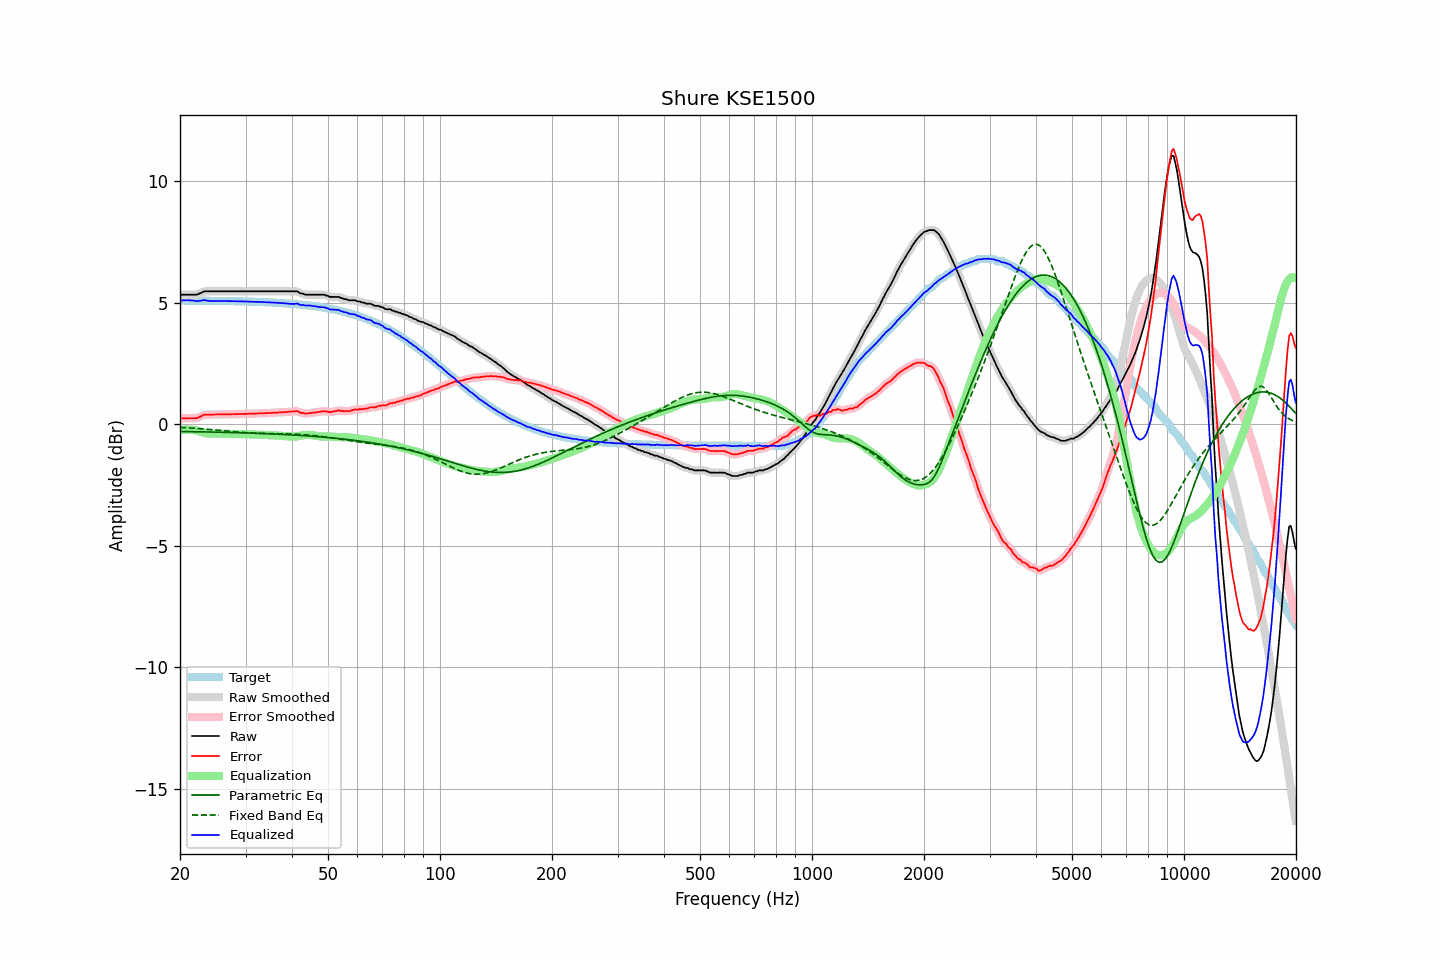 Shure KSE1500
Amplitude (dBr)
10
5
0
−5
−10
−15
Target
Raw Smoothed
Error Smoothed
Raw
Error
Equalization
Parametric Eq
Fixed Band Eq
Equalized
20 50 100 200 500 1000 2000 5000 10000 20000
Frequency (Hz)